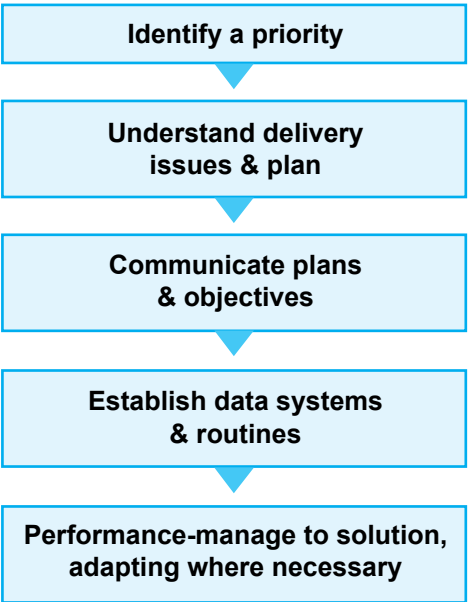 Identify a priority
Understand delivery
issues & plan
Communicate plans
& objectives
Establish data systems
& routines
Performance-manage to solution,
adapting where necessary